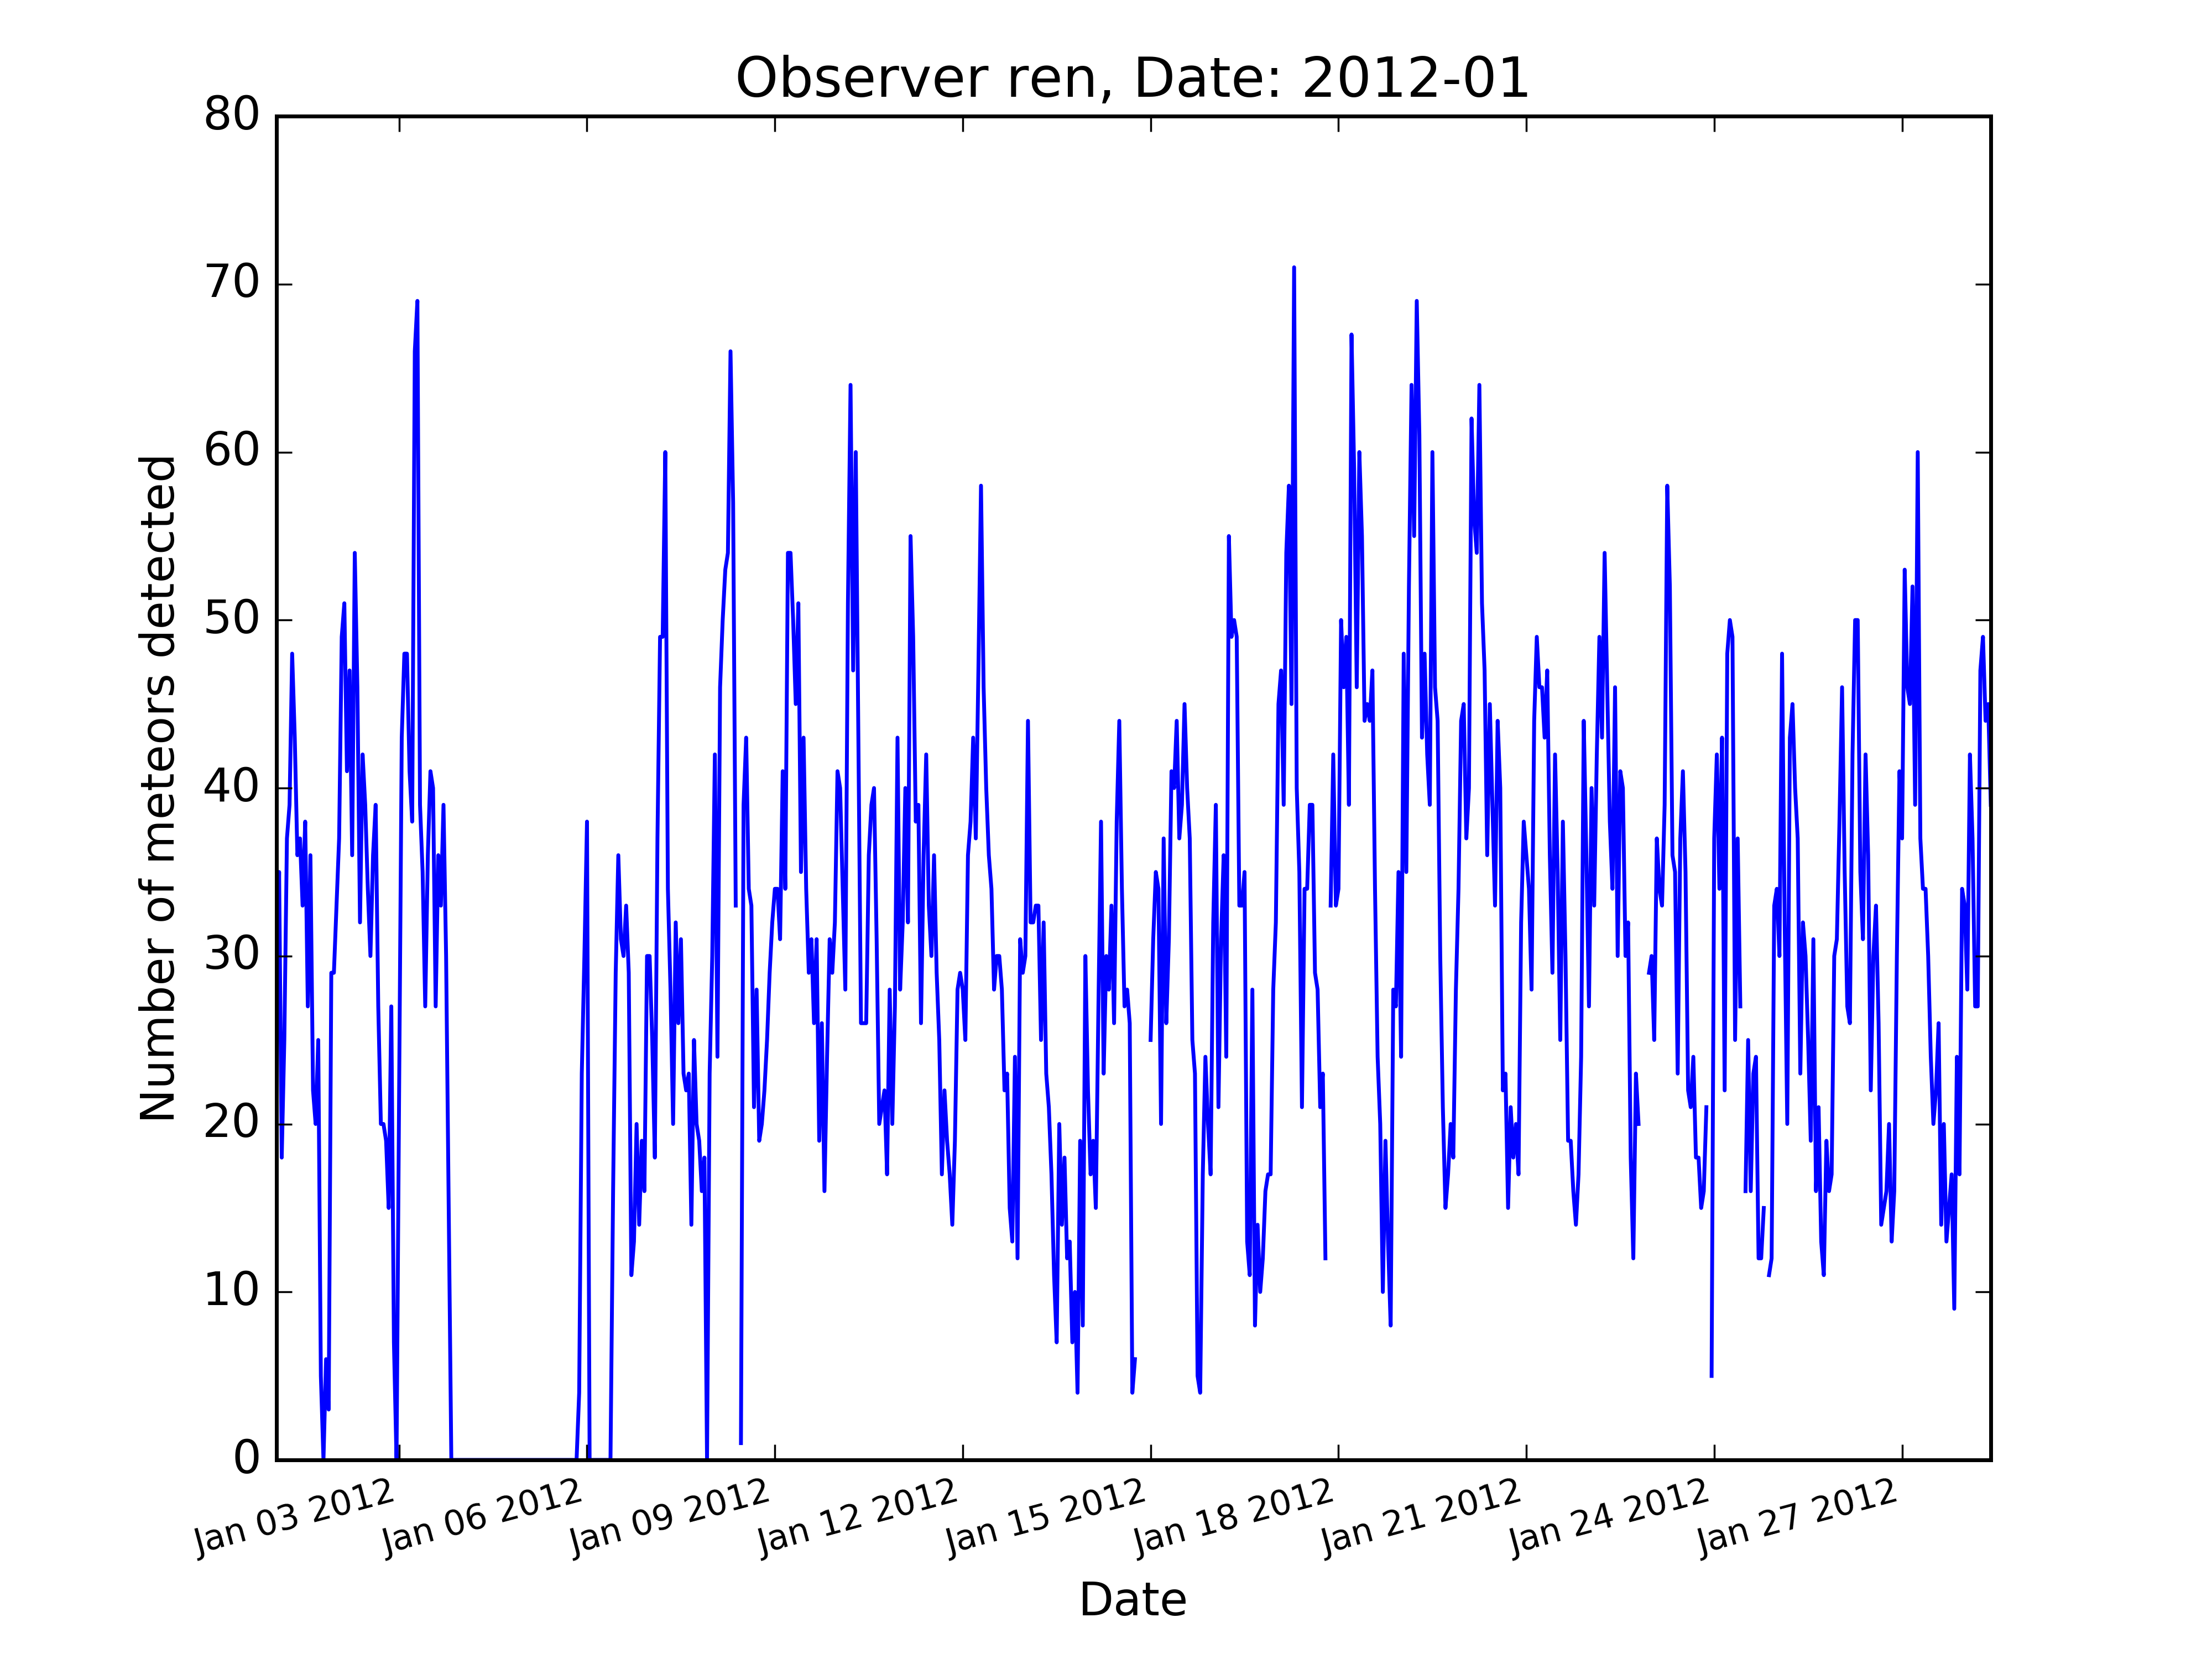 Observer ren, Date: 2012-01
80
70
60
50
40
30
20
10
0
Number of meteors detected
Jan 03 2012
Jan 06 2012
Jan 09 2012
Jan 12 2012
Jan 15 2012
Jan 18 2012
Jan 21 2012
Jan 24 2012
Jan 27 2012
Date